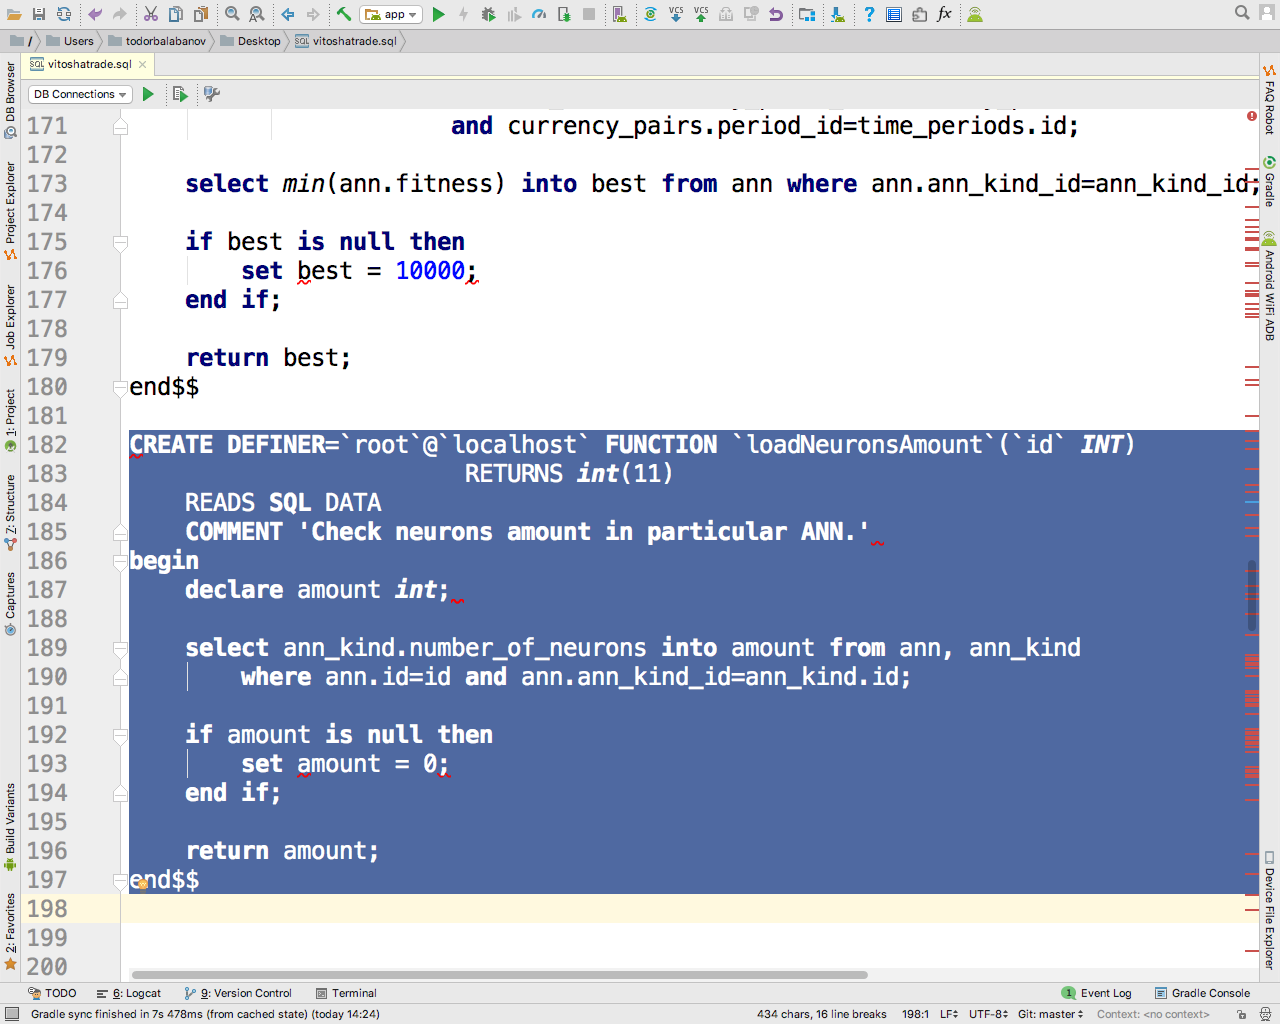 app
VCS
VCS
?
fx
/
Users
todorbalabanov
Desktop
vitoshatrade.sql
vitoshatrade.sql
DB Connections
DB Browser
Project Explorer
Job Explorer
1: Project
7: Structure
Captures
Build Variants
2: Favorites
171 and currency_pairs.period_id=time_periods.id;
172
173 select min(ann.fitness) into best from ann where ann.ann_kind_id=ann_kind_id;
174
175 if best is null then
176 set best = 10000;
177 end if;
178
179 return best;
180 end$$
181
182 CREATE DEFINER=`root`@`localhost` FUNCTION `loadNeuronsAmount`(`id` INT)
183 RETURNS int(11)
184 READS SQL DATA
185 COMMENT 'Check neurons amount in particular ANN.'
186 begin
187 declare amount int;
188
189 select ann_kind.number_of_neurons into amount from ann, ann_kind
190 where ann.id=id and ann.ann_kind_id=ann_kind.id;
191
192 if amount is null then
193 set amount = 0;
194 end if;
195
196 return amount;
197 end$$
198
199
200
FAQ Robot
Gradle
Android WiFi ADB
Device File Explorer
TODO
6: Logcat
9: Version Control
Terminal
1 Event Log
Gradle Console
Gradle sync finished in 7s 478ms (from cached state) (today 14:24)
434 chars, 16 line breaks
198:1
LF
UTF-8
Git: master
Context: <no context>